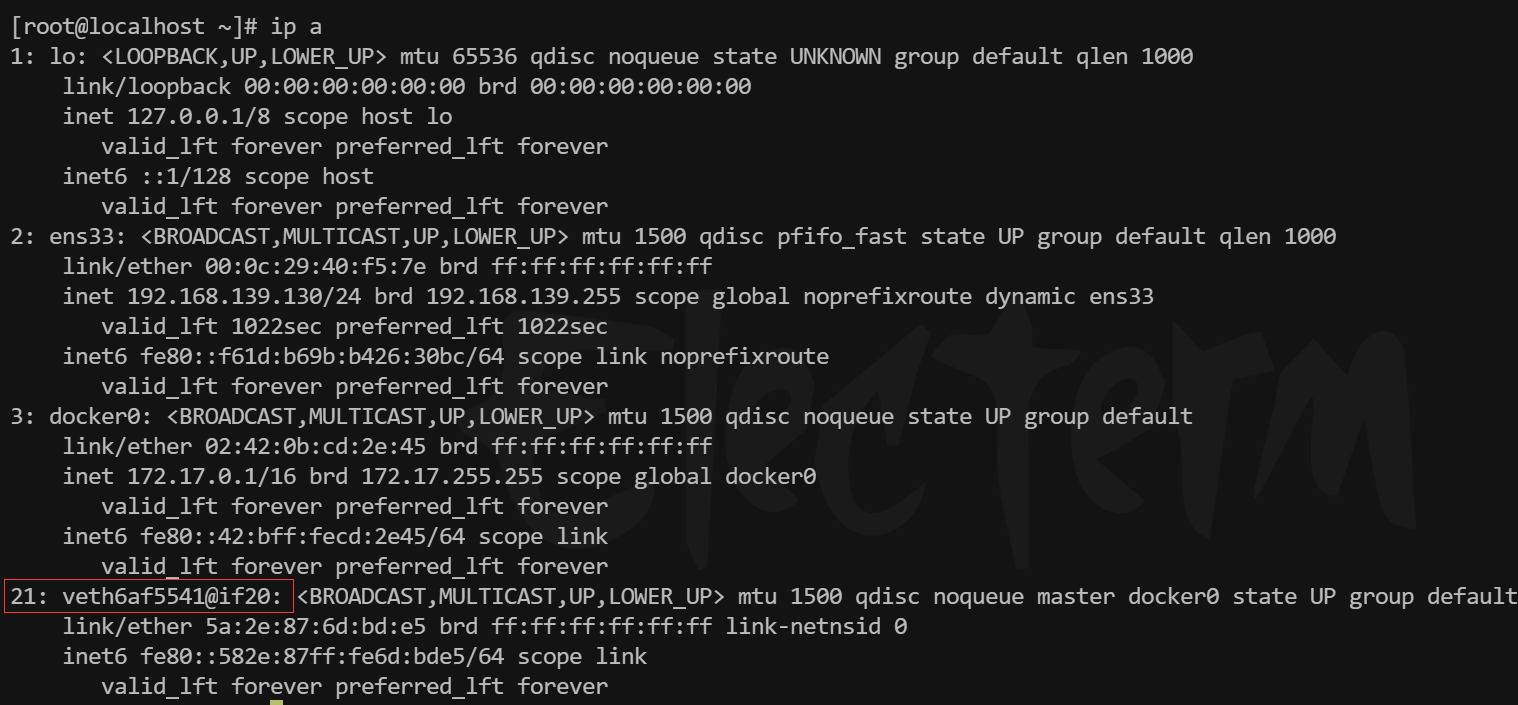 [root@localhost ~]# ip a
1: lo: <LOOPBACK,UP,LOWER_UP> mtu 65536 qdisc noqueue state UNKNOWN group default qlen 1000
    link/loopback 00:00:00:00:00:00 brd 00:00:00:00:00:00
    inet 127.0.0.1/8 scope host lo
       valid_lft forever preferred_lft forever
    inet6 ::1/128 scope host
       valid_lft forever preferred_lft forever
2: ens33: <BROADCAST,MULTICAST,UP,LOWER_UP> mtu 1500 qdisc pfifo_fast state UP group default qlen 1000
    link/ether 00:0c:29:40:f5:7e brd ff:ff:ff:ff:ff:ff
    inet 192.168.139.130/24 brd 192.168.139.255 scope global noprefixroute dynamic ens33
       valid_lft 1022sec preferred_lft 1022sec
    inet6 fe80::f61d:b69b:b426:30bc/64 scope link noprefixroute
       valid_lft forever preferred_lft forever
3: docker0: <BROADCAST,MULTICAST,UP,LOWER_UP> mtu 1500 qdisc noqueue state UP group default
    link/ether 02:42:0b:cd:2e:45 brd ff:ff:ff:ff:ff:ff
    inet 172.17.0.1/16 brd 172.17.255.255 scope global docker0
       valid_lft forever preferred_lft forever
    inet6 fe80::42:bff:fecd:2e45/64 scope link
       valid_lft forever preferred_lft forever
21: veth6af5541@if20: <BROADCAST,MULTICAST,UP,LOWER_UP> mtu 1500 qdisc noqueue master docker0 state UP group default
    link/ether 5a:2e:87:6d:bd:e5 brd ff:ff:ff:ff:ff:ff link-netnsid 0
    inet6 fe80::582e:87ff:fe6d:bde5/64 scope link
       valid_lft forever preferred_lft forever
Electerm